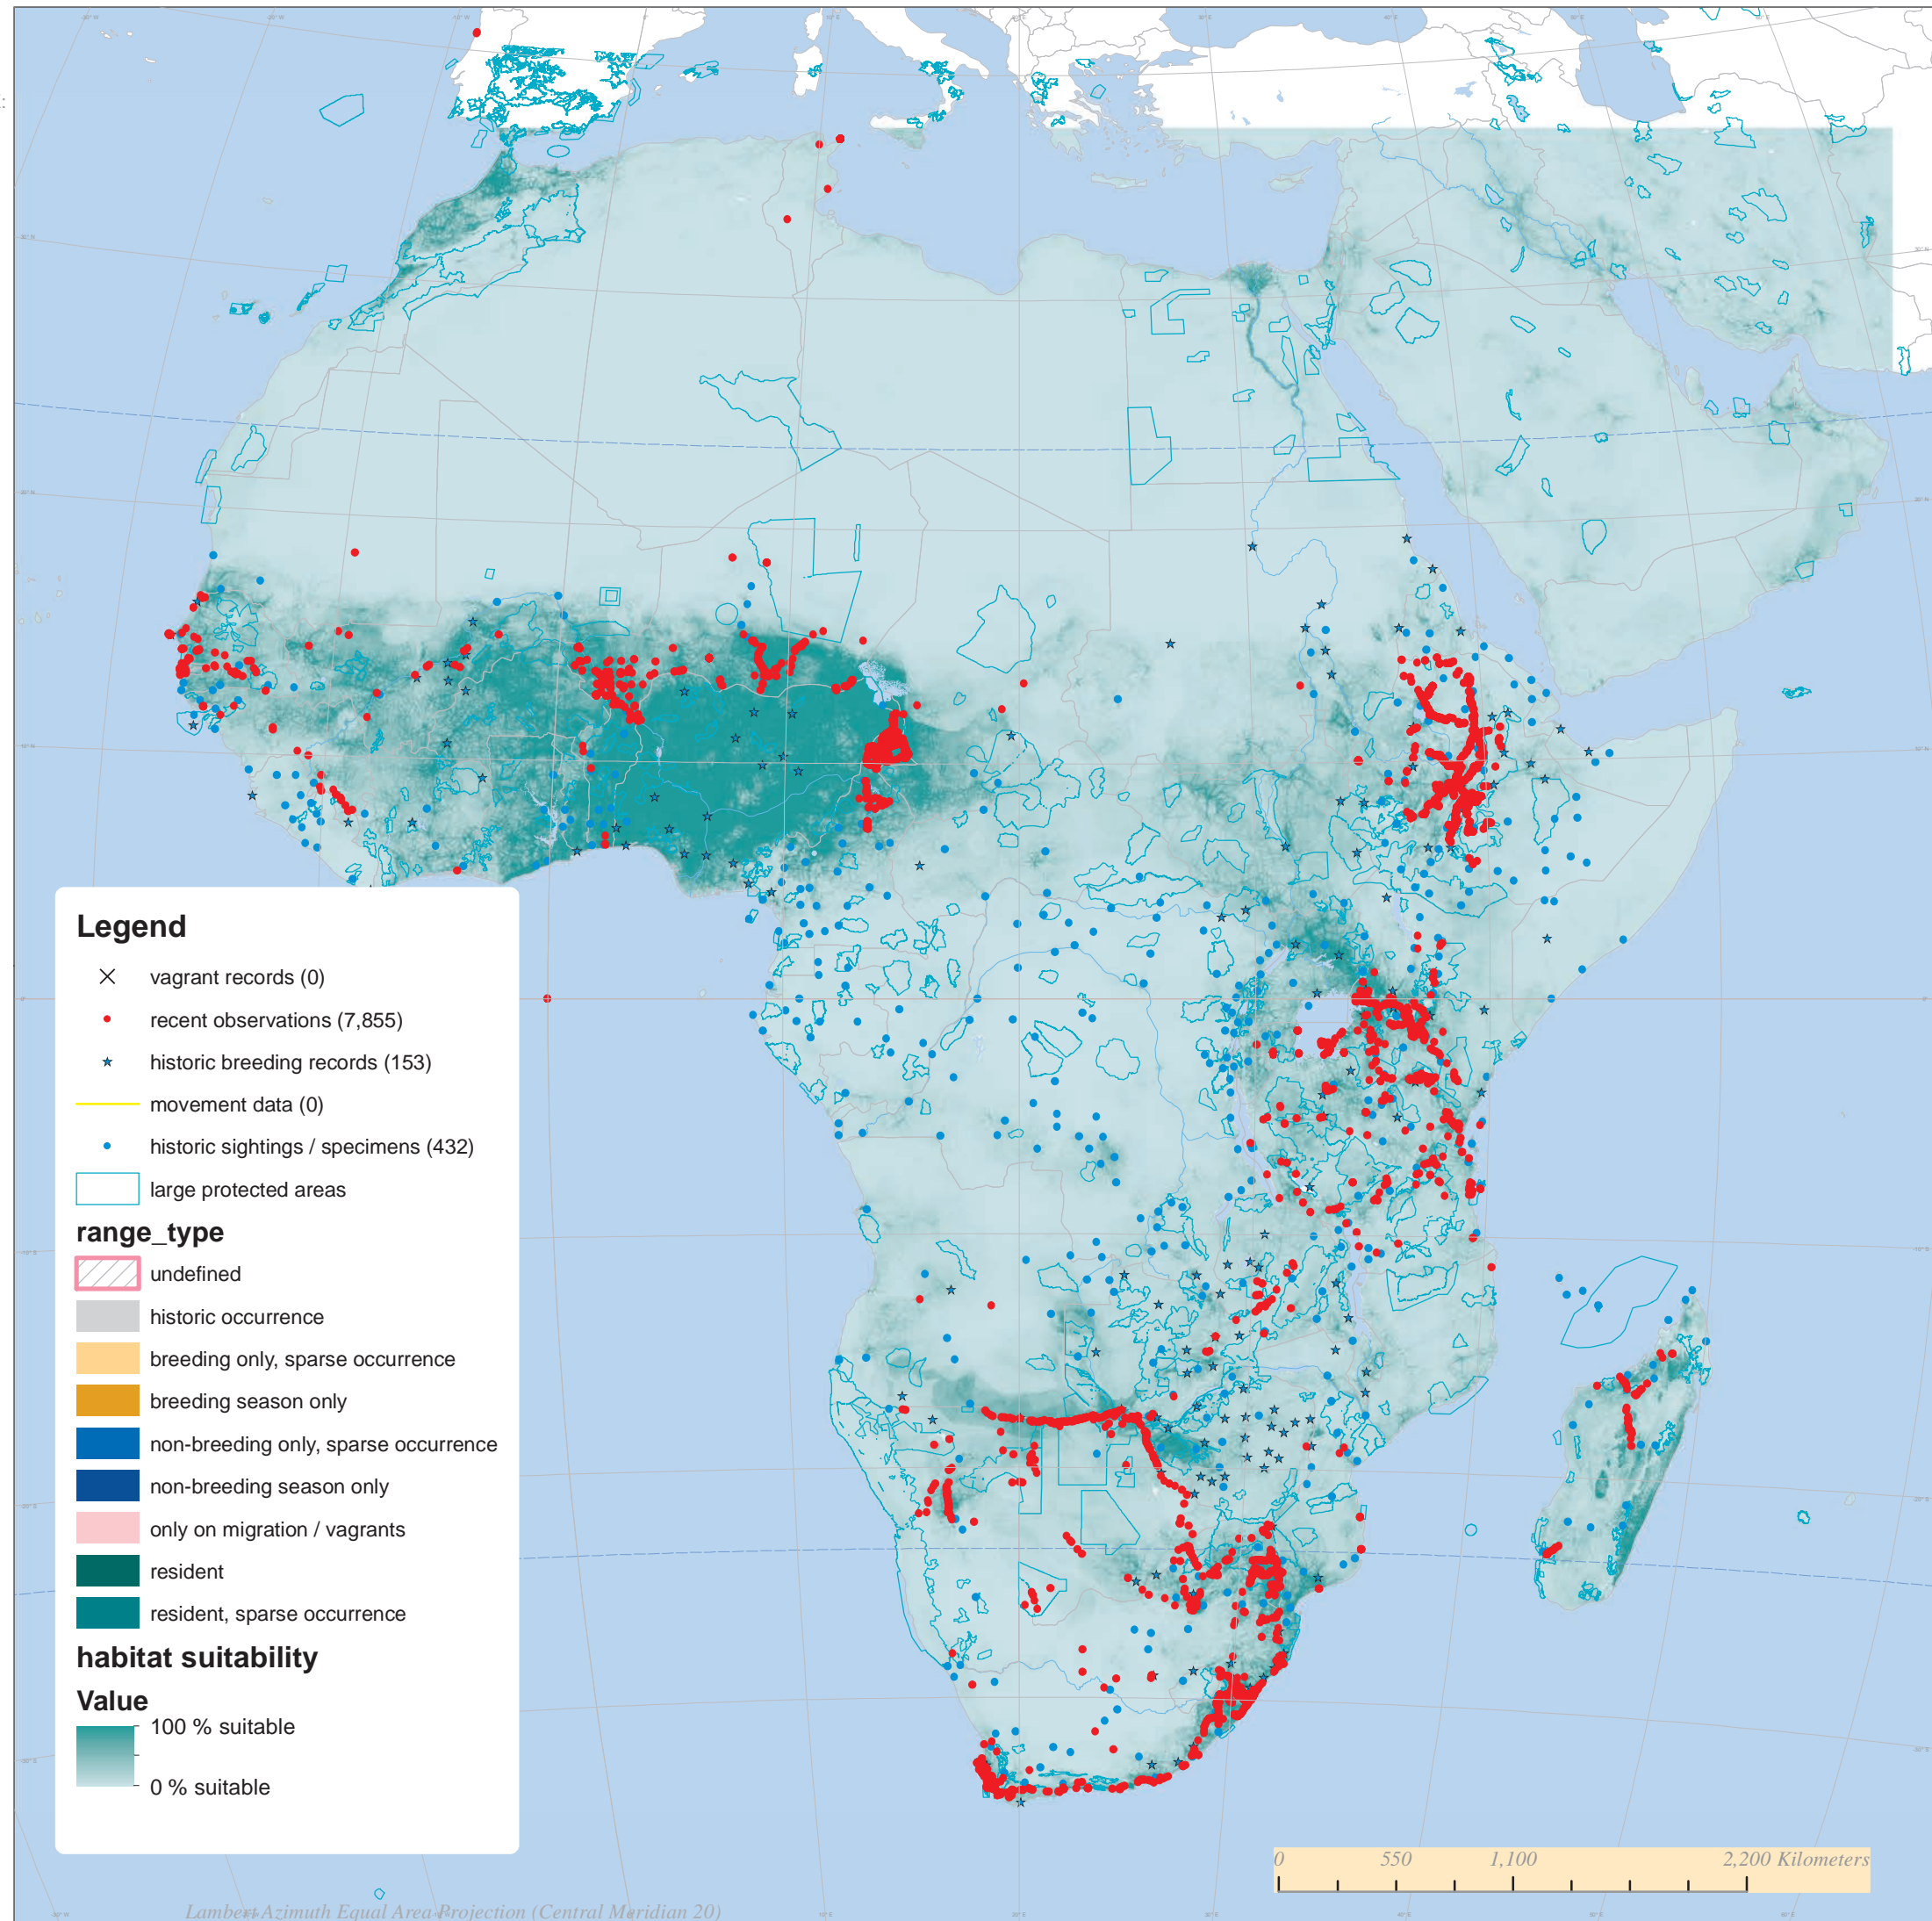 Legend
vagrant records (0)
recent observations (7,855)
historic breeding records (153)
movement data (0)
historic sightings / specimens (432)
large protected areas
range_type
undefined
historic occurrence
breeding only, sparse occurrence
breeding season only
non-breeding only, sparse occurrence
non-breeding season only
only on migration / vagrants
resident
resident, sparse occurrence
habitat suitability
Value
100 % suitable
0 % suitable
0 550 1,100 2,200 Kilometers
Lambert Azimuth Equal Area Projection (Central Meridian 20)